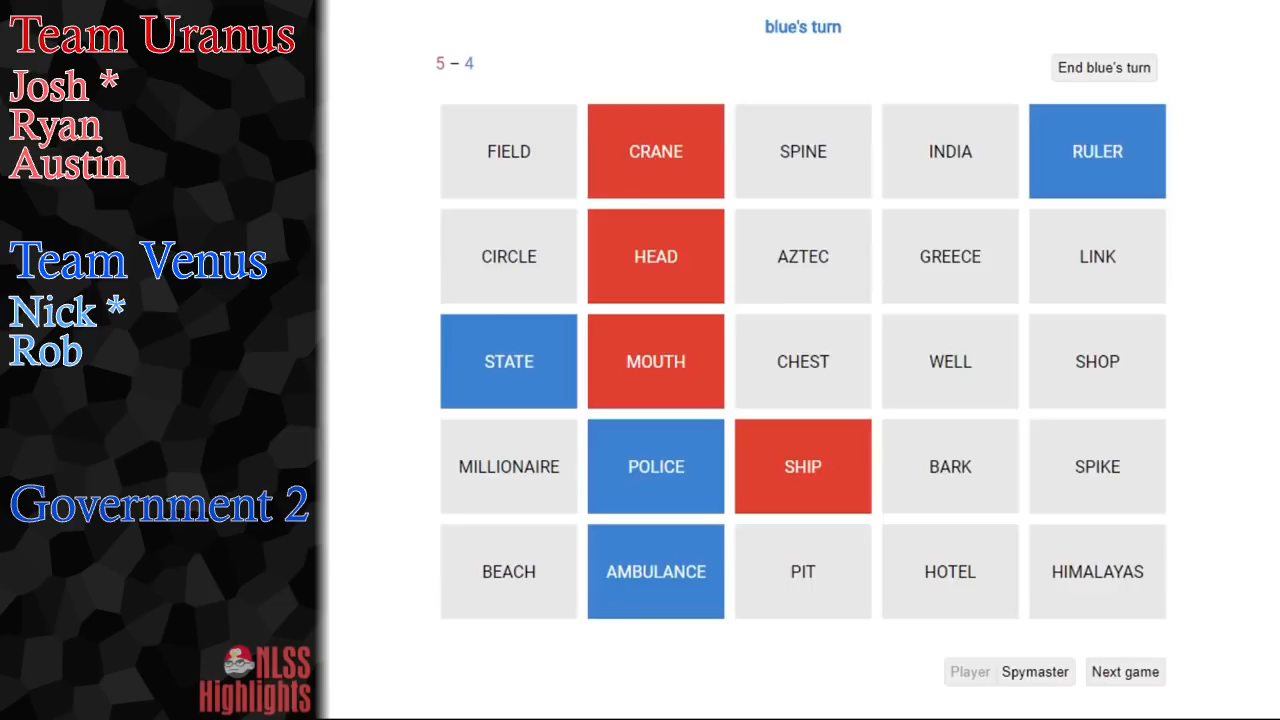 Team Uranus
Josh *
Ryan
Austin
Team Venus
Nick *
Rob
Government 2
NLSS
Highlights
blue's turn
5 – 4
End blue's turn
FIELD
CRANE
SPINE
INDIA
RULER
CIRCLE
HEAD
AZTEC
GREECE
LINK
STATE
MOUTH
CHEST
WELL
SHOP
MILLIONAIRE
POLICE
SHIP
BARK
SPIKE
BEACH
AMBULANCE
PIT
HOTEL
HIMALAYAS
Player
Spymaster
Next game